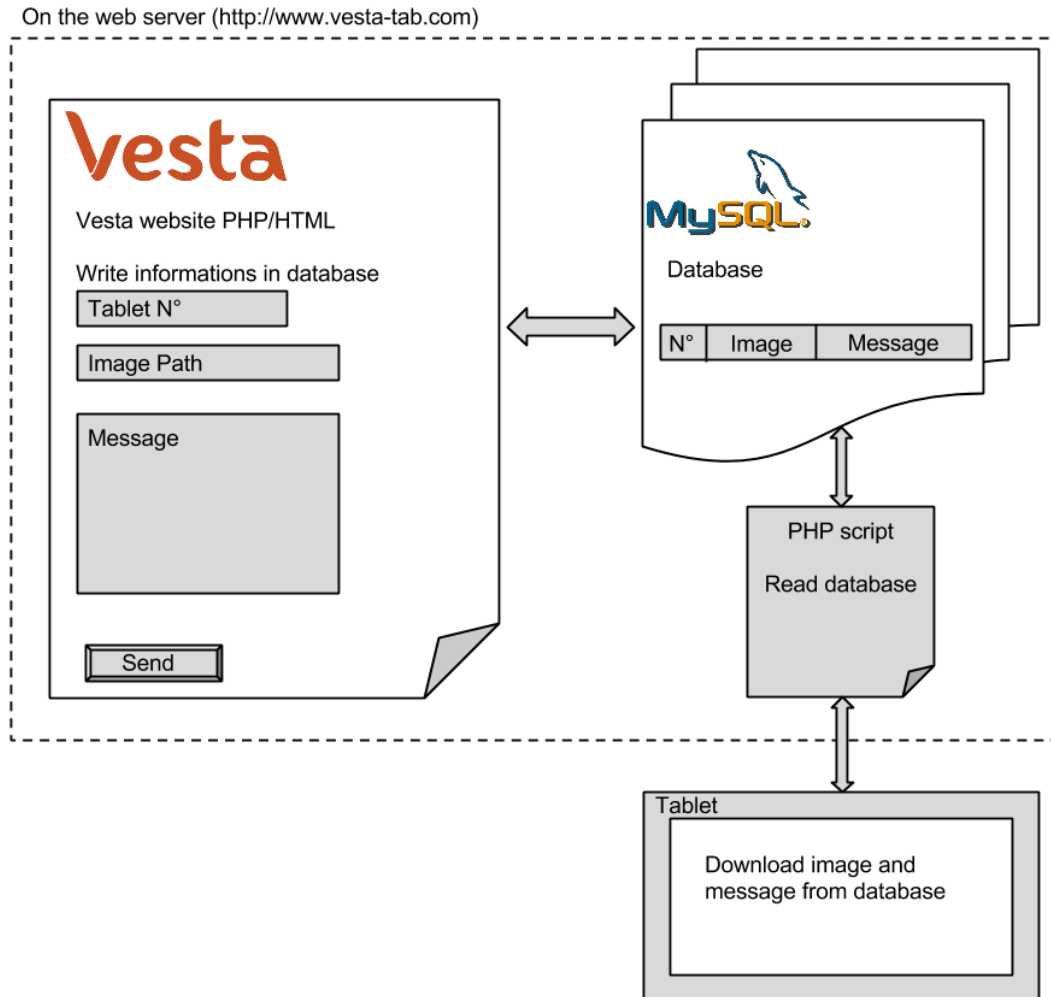 On the web server (http://www.vesta-tab.com)
Vesta
Vesta website PHP/HTML
Write informations in database
Tablet N°
Image Path
Message
Send
MySQL.
Database
N° Image Message
PHP script
Read database
Tablet
Download image and
message from database